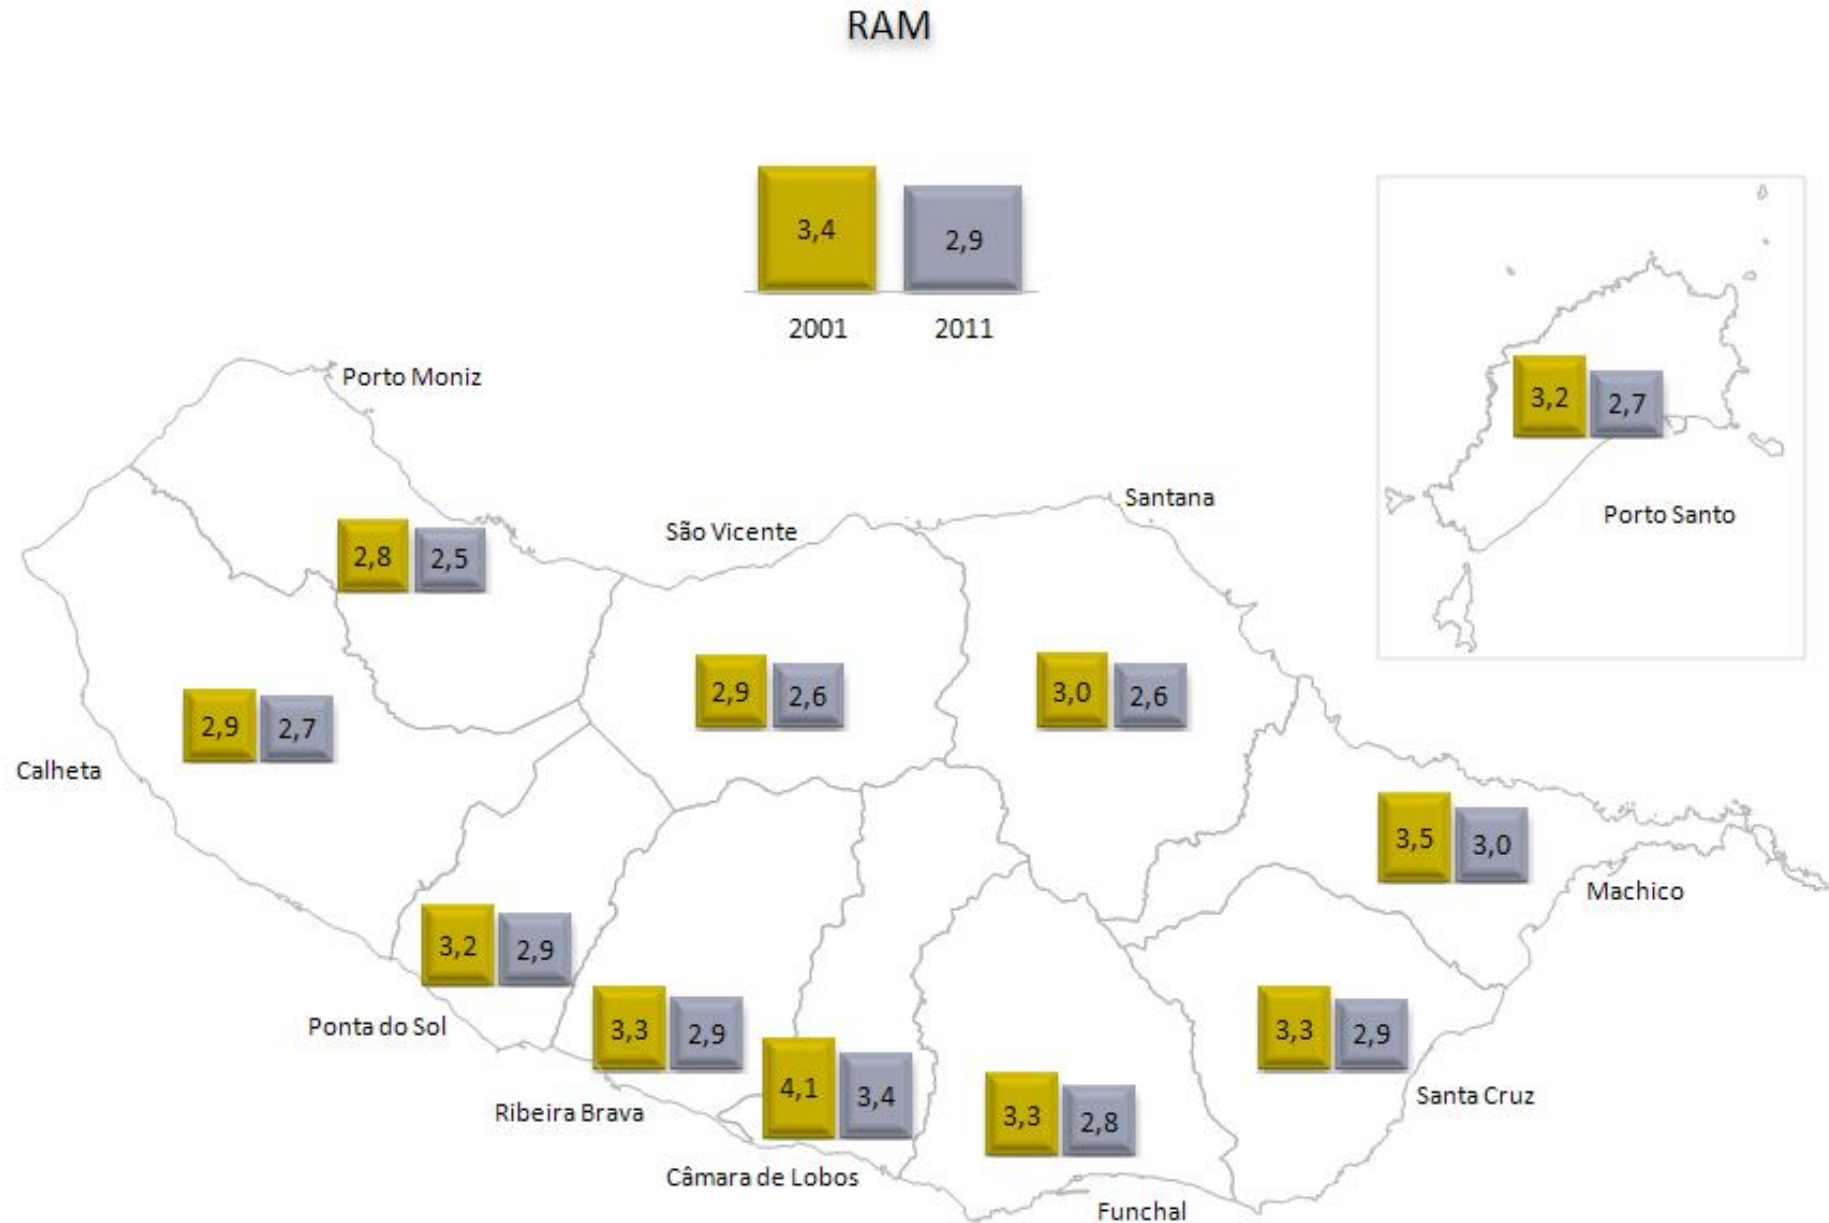 RAM
3,4
2,9
2001
2011
Porto Moniz
2,8
2,5
São Vicente
2,9
2,6
Santana
3,0
2,6
3,2
2,7
Porto Santo
2,9
2,7
Calheta
3,5
3,0
Machico
3,2
2,9
Ponta do Sol
3,3
2,9
Ribeira Brava
4,1
3,4
Câmara de Lobos
3,3
2,8
Funchal
3,3
2,9
Santa Cruz